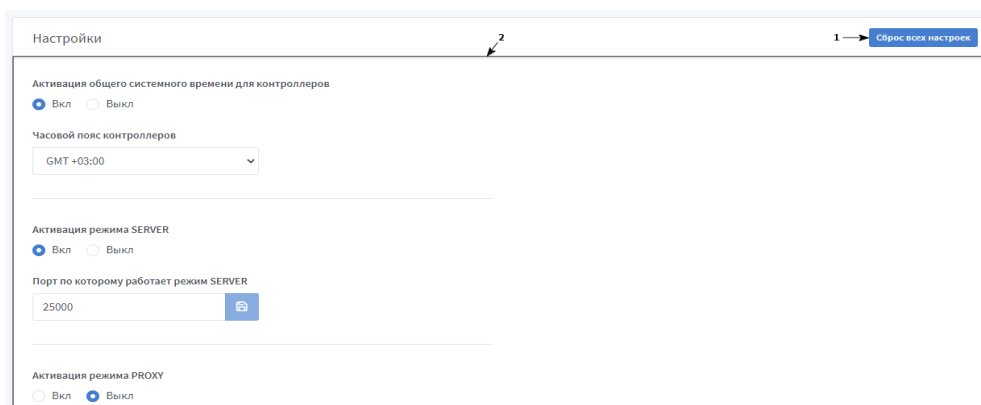 Настройки
2
1
Сброс всех настроек
Активация общего системного времени для контроллеров
Вкл Выкл
Часовой пояс контроллеров
GMT +03:00
Активация режима SERVER
Вкл Выкл
Порт по которому работает режим SERVER
25000
Активация режима PROXY
Вкл Выкл